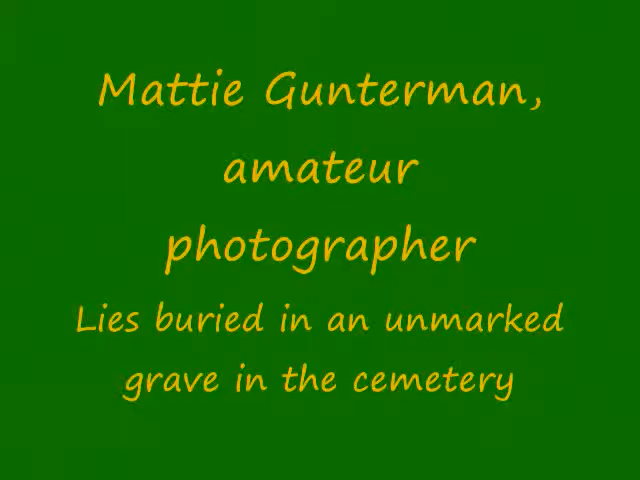 Mattie Gunterman,
amateur
photographer
Lies buried in an unmarked
grave in the cemetery